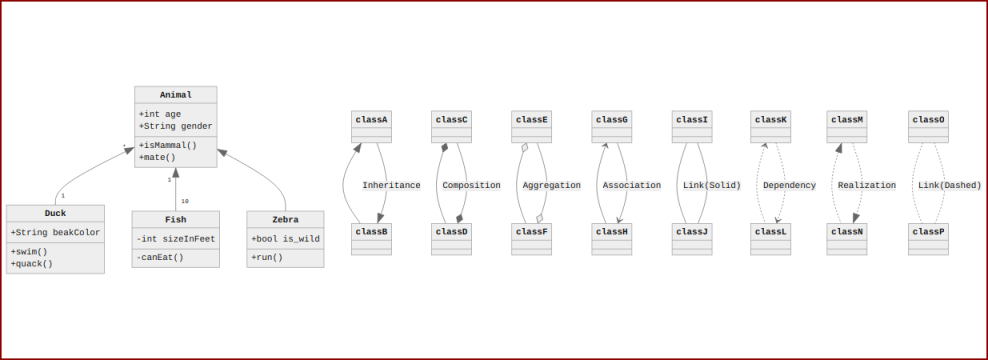 Animal
+int age
+String gender
+isMammal()
+mate()
1
1
10
Duck
+String beakColor
+swim()
+quack()
Fish
-int sizeInFeet
-canEat()
Zebra
+bool is_wild
+run()
classA
classC
classE
classG
classI
classK
classM
classO
Inheritance
Composition
Aggregation
Association
Link(Solid)
Dependency
Realization
Link(Dashed)
classB
classD
classF
classH
classJ
classL
classN
classP